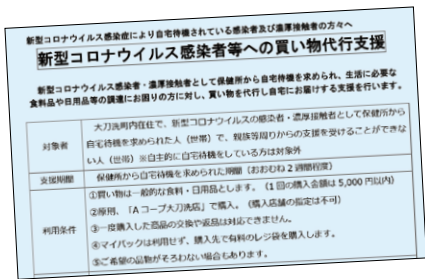 新型コロナウイルス感染症により自宅待機されている感染者及び濃厚接触者の方々へ
新型コロナウイルス感染者等への買い物代行支援
新型コロナウイルス感染者・濃厚接触者として保健所から自宅待機を求められ、生活に必要な
食料品や日用品等の調達にお困りの方に対し、買い物を代行し自宅にお届けする支援を行います。
対象者
大刀洗町内在住で、新型コロナウイルスの感染者・濃厚接触者として保健所から
自宅待機を求められた人（世帯）で、親族等周りからの支援を受けることができな
い人（世帯）※自主的に自宅待機をしている方は対象外
支援期間
保健所から自宅待機を求められた期間（おおむね２週間程度）
利用条件
①買い物は一般的な食料・日用品とします。（1回の購入金額は 5,000 円以内）
②原則、「Aコープ大刀洗店」で購入。（購入店舗の指定は不可）
③一度購入した商品の交換や返品は対応できません。
④マイバックは利用せず、購入先で有料のレジ袋を購入します。
⑤ご希望の品物がそろわない場合もあります。